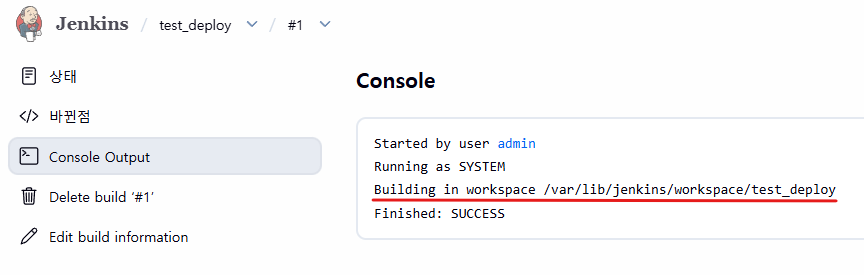 Jenkins / test_deploy / #1
상태
바뀐점
Console Output
Delete build ‘#1’
Edit build information
Console
Started by user admin
Running as SYSTEM
Building in workspace /var/lib/jenkins/workspace/test_deploy
Finished: SUCCESS